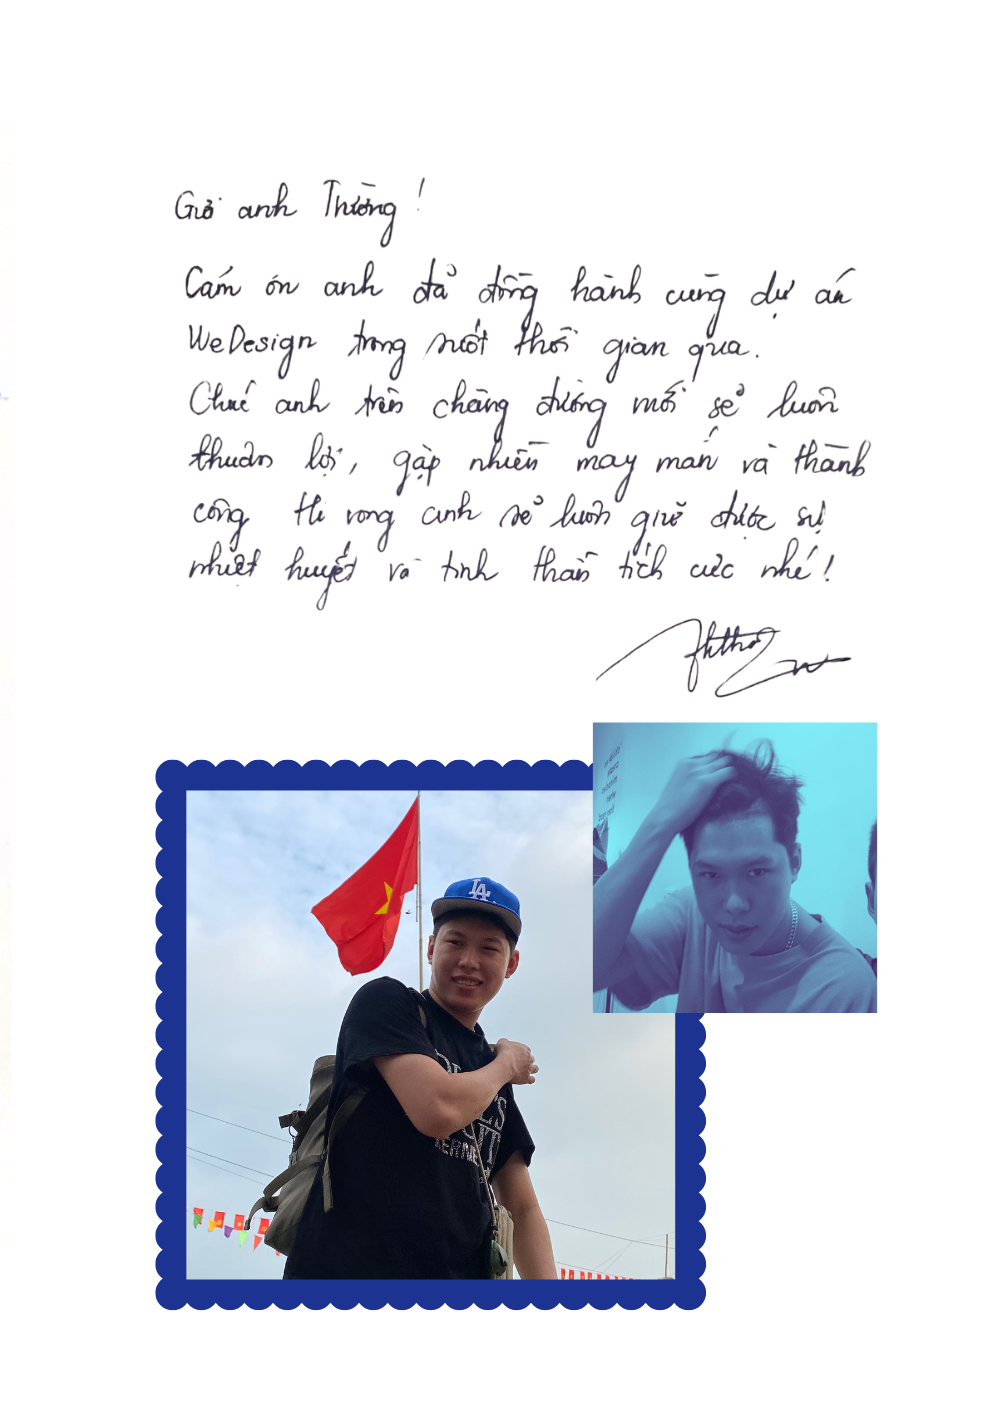 Gửi anh Thường!
Cám ơn anh đã đồng hành cùng dự án
WeDesign trong suốt thời gian qua.
Chúc anh trên chặng đường mới sẽ luôn
thuận lợi, gặp nhiều may mắn và thành
công Hi vọng anh sẽ luôn giữ được sự
nhiệt huyết và tinh thần tích cực nhé!
LA